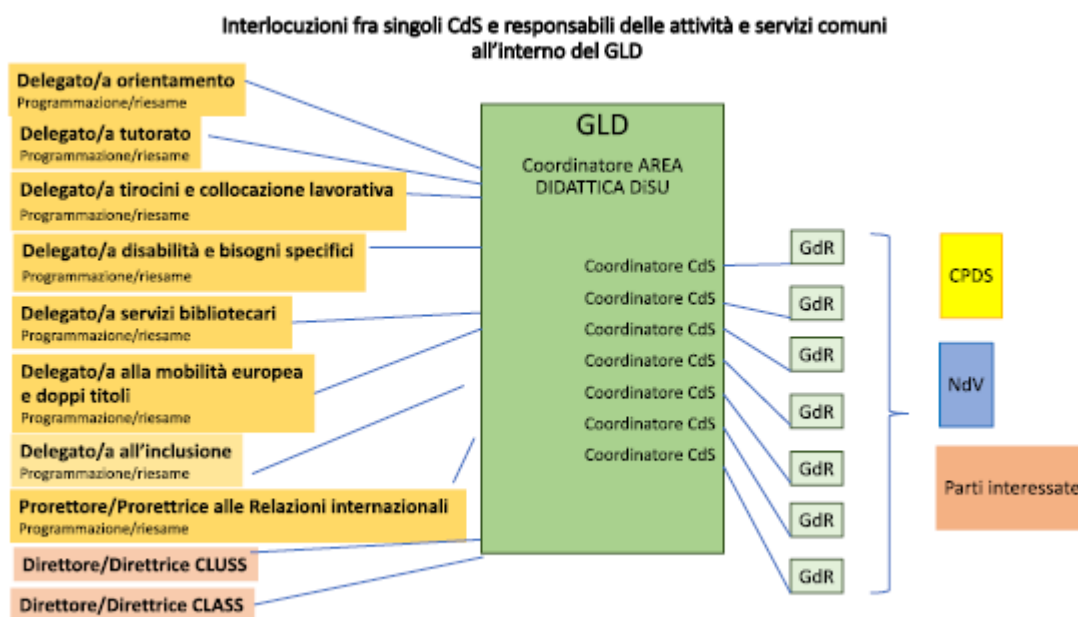 Interlocuzioni fra singoli CdS e responsabili delle attività e servizi comuni
all'interno del GLD
Delegato/a orientamento
Programmazione/riesame
Delegato/a tutorato
Programmazione/riesame
Delegato/a tirocini e collocazione lavorativa
Programmazione/riesame
Delegato/a disabilità e bisogni specifici
Programmazione/riesame
Delegato/a servizi bibliotecari
Programmazione/riesame
Delegato/a alla mobilità europea
e doppi titoli
Programmazione/riesame
Delegato/a all'inclusione
Programmazione/riesame
Prorettore/Prorettrice alle Relazioni internazionali
Programmazione/riesame
Direttore/Direttrice CLUSS
Direttore/Direttrice CLASS
GLD
Coordinatore AREA
DIDATTICA DiSU
Coordinatore CdS
Coordinatore CdS
Coordinatore CdS
Coordinatore CdS
Coordinatore CdS
Coordinatore CdS
Coordinatore CdS
GdR
GdR
GdR
GdR
GdR
GdR
GdR
CPDS
NdV
Parti interessate